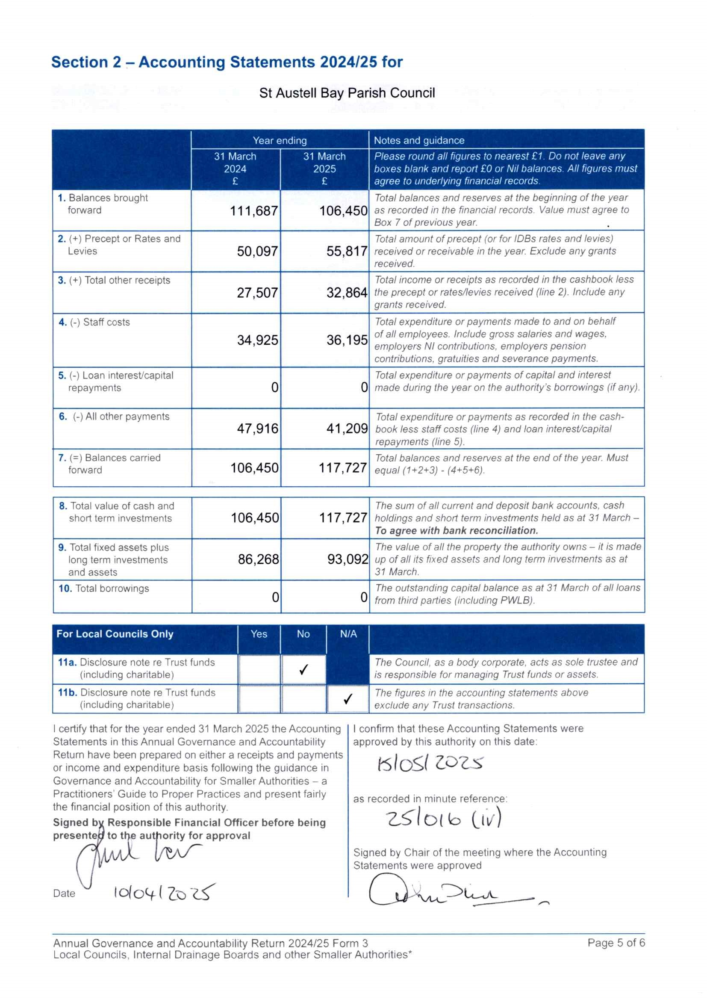 Section 2 – Accounting Statements 2024/25 for
St Austell Bay Parish Council
Year ending
Notes and guidance
31 March
2024
£
31 March
2025
£
Please round all figures to nearest £1. Do not leave any
boxes blank and report £0 or Nil balances. All figures must
agree to underlying financial records.
1. Balances brought
forward
111,687
106,450
Total balances and reserves at the beginning of the year
as recorded in the financial records. Value must agree to
Box 7 of previous year.
2. (+) Precept or Rates and
Levies
50,097
55,817
Total amount of precept (or for IDBs rates and levies)
received or receivable in the year. Exclude any grants
received.
3. (+) Total other receipts
27,507
32,864
Total income or receipts as recorded in the cashbook less
the precept or rates/levies received (line 2). Include any
grants received.
4. (-) Staff costs
34,925
36,195
Total expenditure or payments made to and on behalf
of all employees. Include gross salaries and wages,
employers NI contributions, employers pension
contributions, gratuities and severance payments.
5. (-) Loan interest/capital
repayments
0
0
Total expenditure or payments of capital and interest
made during the year on the authority's borrowings (if any).
6. (-) All other payments
47,916
41,209
Total expenditure or payments as recorded in the cash-
book less staff costs (line 4) and loan interest/capital
repayments (line 5).
7. (=) Balances carried
forward
106,450
117,727
Total balances and reserves at the end of the year. Must
equal (1+2+3) - (4+5+6).
8. Total value of cash and
short term investments
106,450
117,727
The sum of all current and deposit bank accounts, cash
holdings and short term investments held as at 31 March –
To agree with bank reconciliation.
9. Total fixed assets plus
long term investments
and assets
86,268
93,092
The value of all the property the authority owns – it is made
up of all its fixed assets and long term investments as at
31 March.
10. Total borrowings
0
0
The outstanding capital balance as at 31 March of all loans
from third parties (including PWLB).
For Local Councils Only
Yes
No
N/A
11a. Disclosure note re Trust funds
(including charitable)
✓
The Council, as a body corporate, acts as sole trustee and
is responsible for managing Trust funds or assets.
11b. Disclosure note re Trust funds
(including charitable)
✓
The figures in the accounting statements above
exclude any Trust transactions.
I certify that for the year ended 31 March 2025 the Accounting
Statements in this Annual Governance and Accountability
Return have been prepared on either a receipts and payments
or income and expenditure basis following the guidance in
Governance and Accountability for Smaller Authorities – a
Practitioners' Guide to Proper Practices and present fairly
the financial position of this authority.
Signed by Responsible Financial Officer before being
presented to the authority for approval
Date 10/04/2025
I confirm that these Accounting Statements were
approved by this authority on this date:
15/05/2025
as recorded in minute reference:
25/016 (iv)
Signed by Chair of the meeting where the Accounting
Statements were approved
Annual Governance and Accountability Return 2024/25 Form 3
Local Councils, Internal Drainage Boards and other Smaller Authorities*
Page 5 of 6